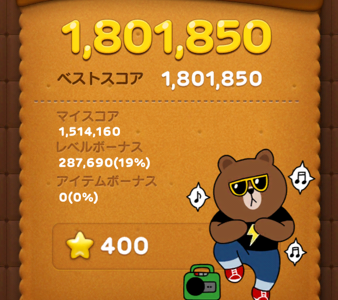 1,801,850
ベストスコア 1,801,850
マイスコア
1,514,160
レベルボーナス
287,690(19%)
アイテムボーナス
0(0%)
400